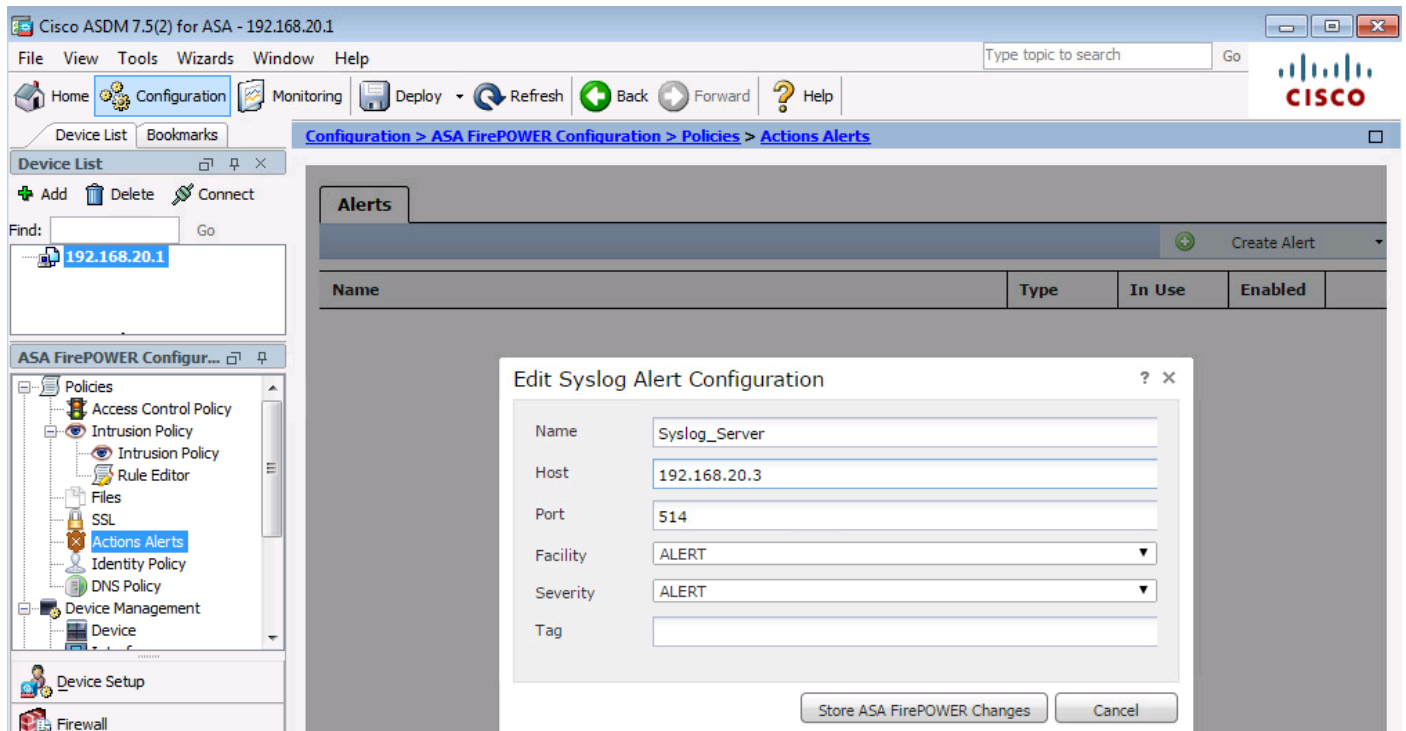 Cisco ASDM 7.5(2) for ASA - 192.168.20.1
File View Tools Wizards Window Help
Type topic to search Go
Home Configuration Monitoring Deploy Refresh Back Forward Help
CISCO
Device List Bookmarks
Configuration > ASA FirePOWER Configuration > Policies > Actions Alerts
Device List
Add Delete Connect
Find: Go
192.168.20.1
Alerts
Create Alert
Name Type In Use Enabled
ASA FirePOWER Configur...
Policies
Access Control Policy
Intrusion Policy
Intrusion Policy
Rule Editor
Files
SSL
Actions Alerts
Identity Policy
DNS Policy
Device Management
Device
Device Setup
Firewall
Edit Syslog Alert Configuration ? ×
Name Syslog_Server
Host 192.168.20.3
Port 514
Facility ALERT
Severity ALERT
Tag
Store ASA FirePOWER Changes Cancel